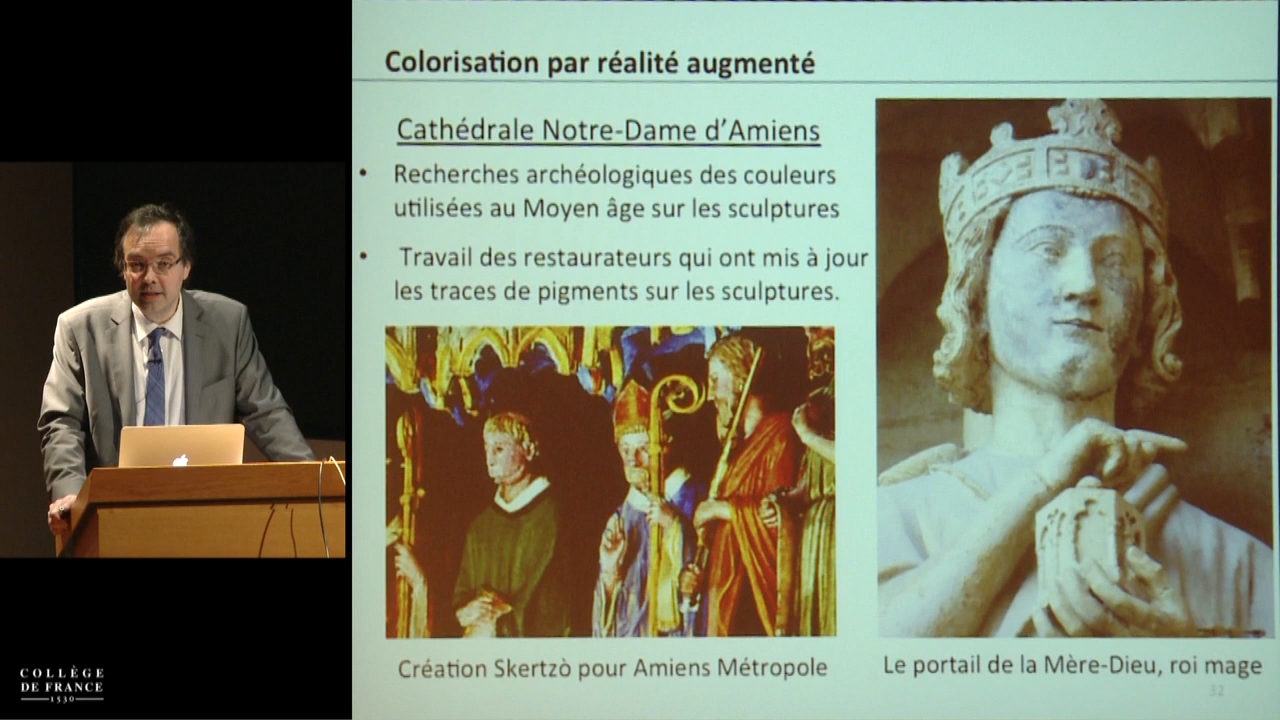 Colorisation par réalité augmenté
Cathédrale Notre-Dame d'Amiens
• Recherches archéologiques des couleurs
utilisées au Moyen âge sur les sculptures
• Travail des restaurateurs qui ont mis à jour
les traces de pigments sur les sculptures.
Création Skertzò pour Amiens Métropole
Le portail de la Mère-Dieu, roi mage
32
COLLÈGE
DE FRANCE
1530